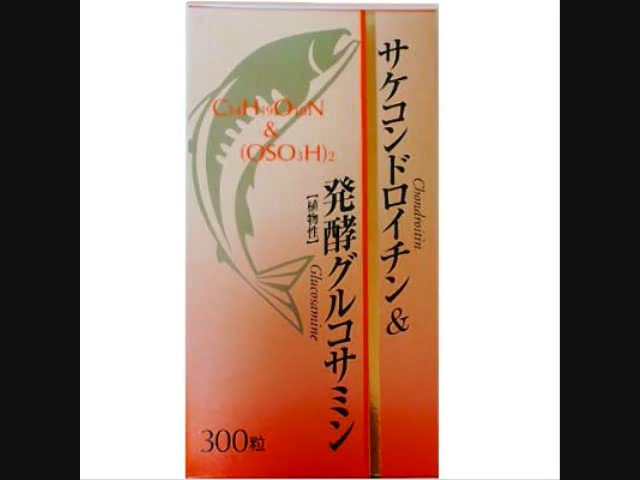 サケコンドロイチン&
Chondroitin
発酵グルコサミン
【植物性】
Glucosamine
C₁₄H₁₉O₁₀N
&
(OSO₃H)₂
300粒